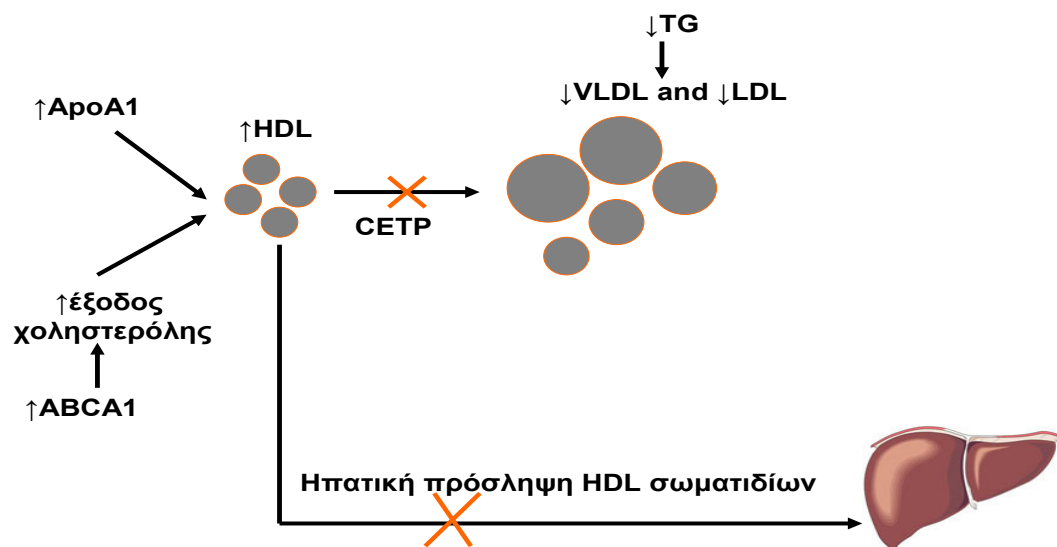 ↓TG
↓VLDL and ↓LDL
↑ApoA1
↑HDL
CETP
↑έξοδος
χοληστερόλης
↑ABCA1
Ηπατική πρόσληψη HDL σωματιδίων